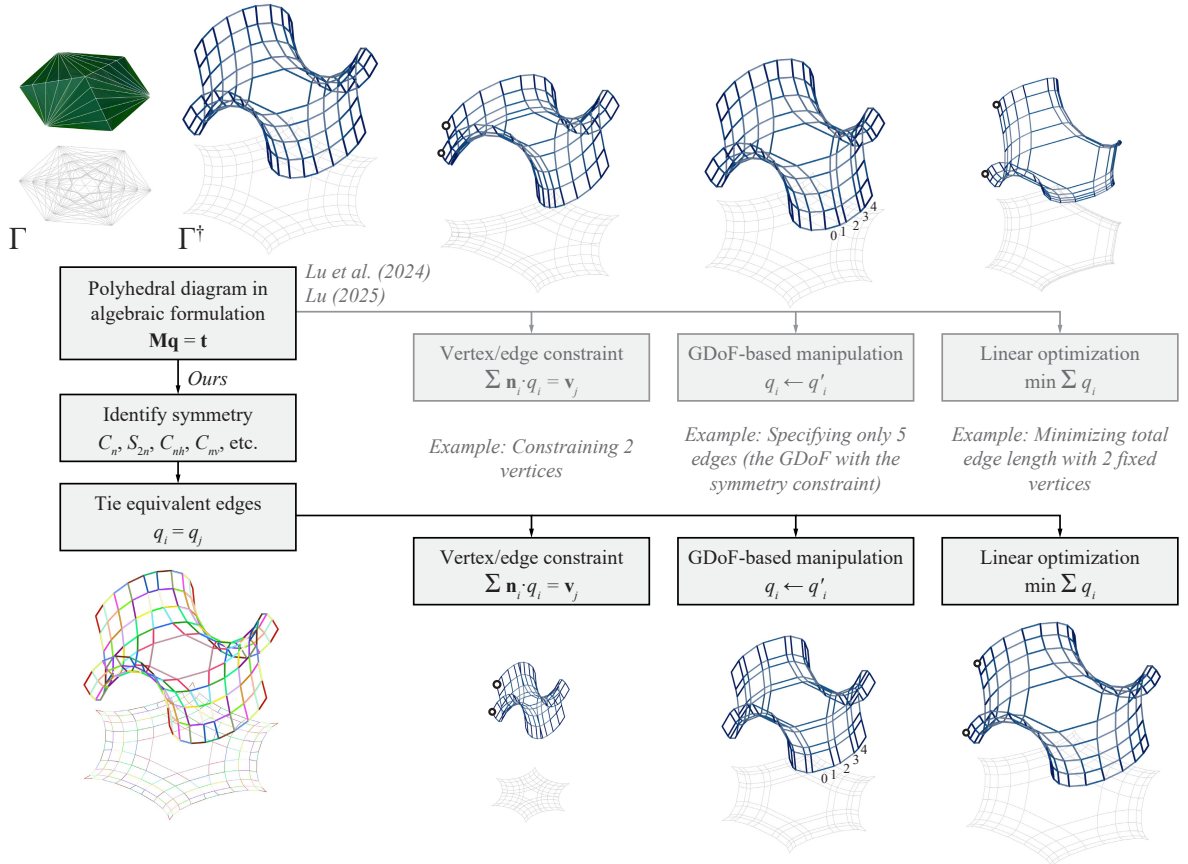 0 1 2 3 4
Γ
Γ†
Lu et al. (2024)
Lu (2025)
Polyhedral diagram in
algebraic formulation
Mq = t
Ours
Identify symmetry
Cₙ, S₂ₙ, Cₙₕ, Cₙᵥ, etc.
Tie equivalent edges
qᵢ = qⱼ
Vertex/edge constraint
∑ nᵢ·qᵢ = vⱼ
GDoF-based manipulation
qᵢ ← q′ᵢ
Linear optimization
min ∑ qᵢ
Example: Constraining 2
vertices
Example: Specifying only 5
edges (the GDoF with the
symmetry constraint)
Example: Minimizing total
edge length with 2 fixed
vertices
Vertex/edge constraint
∑ nᵢ·qᵢ = vⱼ
GDoF-based manipulation
qᵢ ← q′ᵢ
Linear optimization
min ∑ qᵢ
0 1 2 3 4